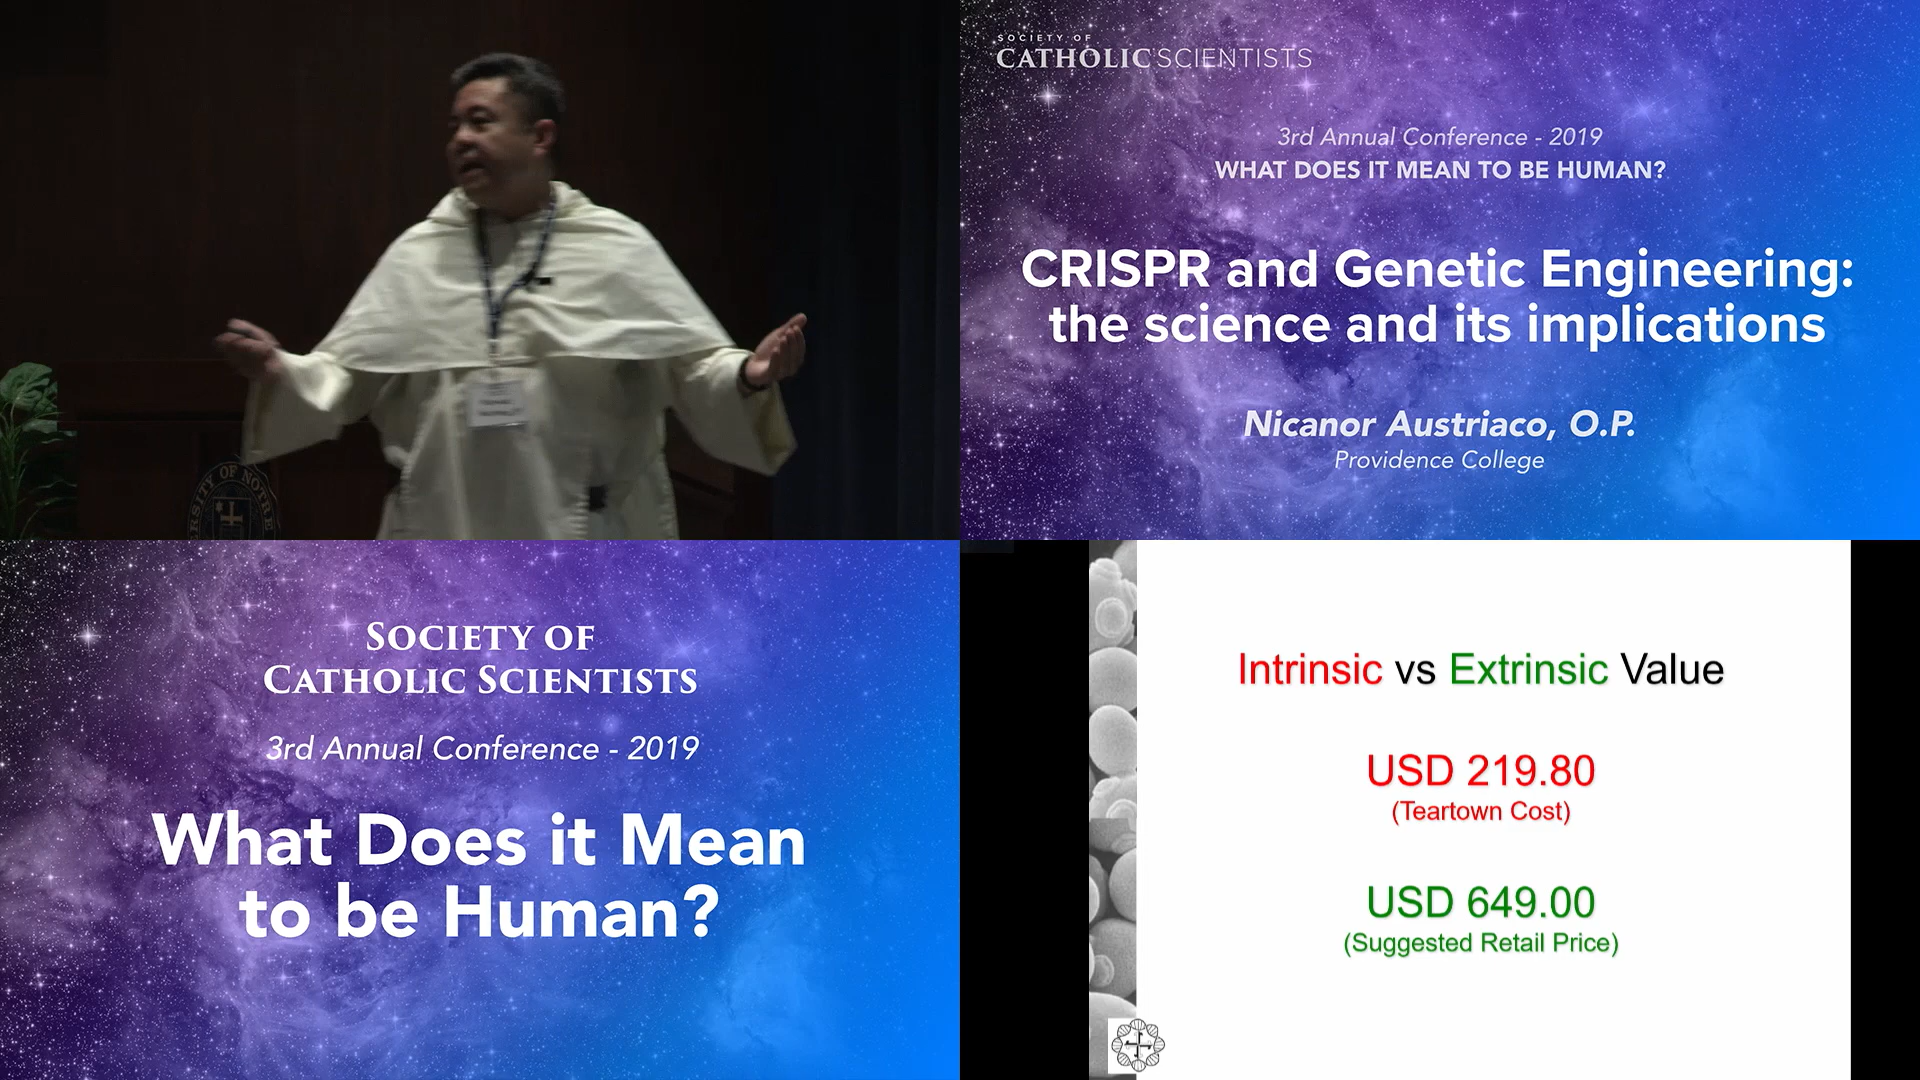 RSITY OF NOTRE
SOCIETY OF
CATHOLIC SCIENTISTS
3rd Annual Conference - 2019
WHAT DOES IT MEAN TO BE HUMAN?
CRISPR and Genetic Engineering:
the science and its implications
Nicanor Austriaco, O.P.
Providence College
SOCIETY OF
CATHOLIC SCIENTISTS
3rd Annual Conference - 2019
What Does it Mean
to be Human?
Intrinsic vs Extrinsic Value
USD 219.80
(Teartown Cost)
USD 649.00
(Suggested Retail Price)